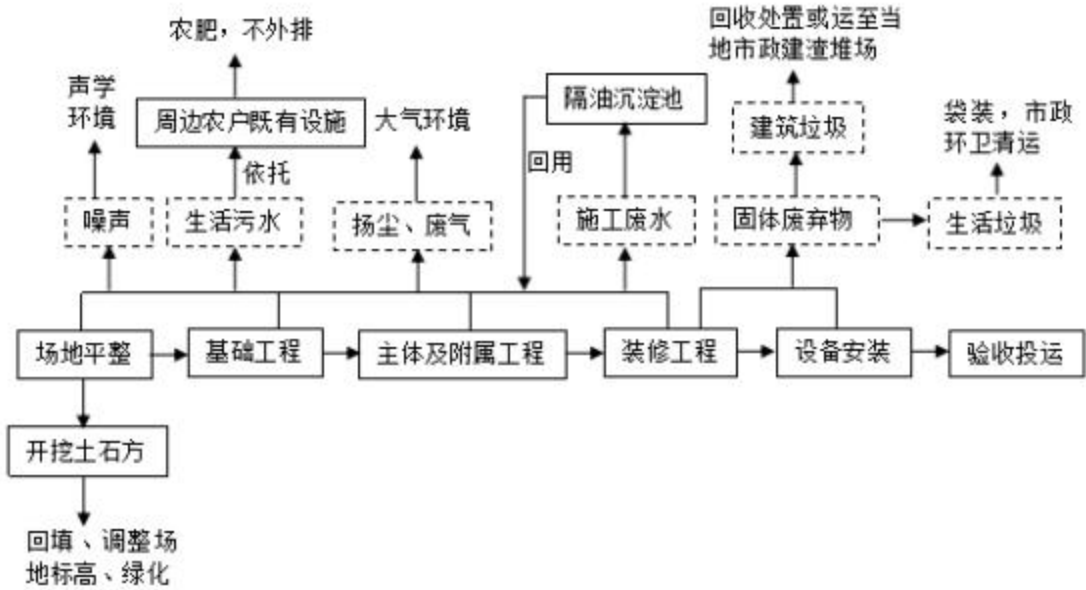 农肥，不外排
回收处置或运至当
地市政建渣堆场
声学
环境
周边农户既有设施
大气环境
隔油沉淀池
建筑垃圾
袋装，市政
环卫清运
依托
回用
噪声
生活污水
扬尘、废气
施工废水
固体废弃物
生活垃圾
场地平整
基础工程
主体及附属工程
装修工程
设备安装
验收投运
开挖土石方
回填、调整场
地标高、绿化